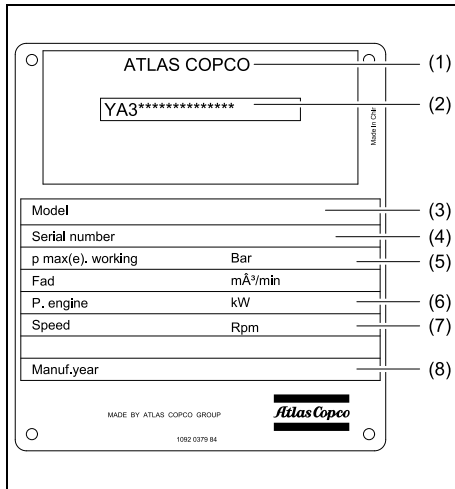 ATLAS COPCO (1)
YA3************** (2)
Made In Chin
Model (3)
Serial number (4)
p max(e). working Bar (5)
Fad mÂ³/min
P. engine kW (6)
Speed Rpm (7)
Manuf.year (8)
MADE BY ATLAS COPCO GROUP Atlas Copco
1092 0379 84